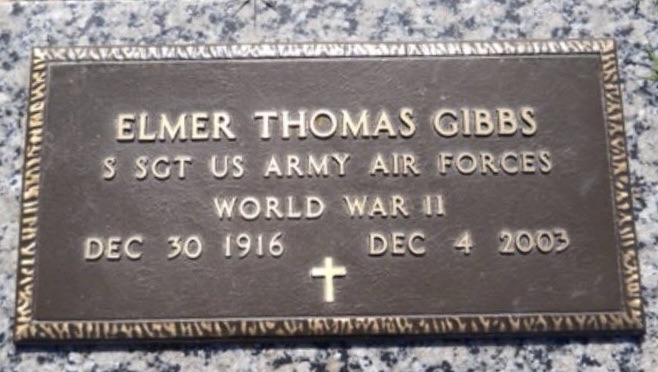 ELMER THOMAS GIBBS
S SGT US ARMY AIR FORCES
WORLD WAR II
DEC 30 1916 DEC 4 2003